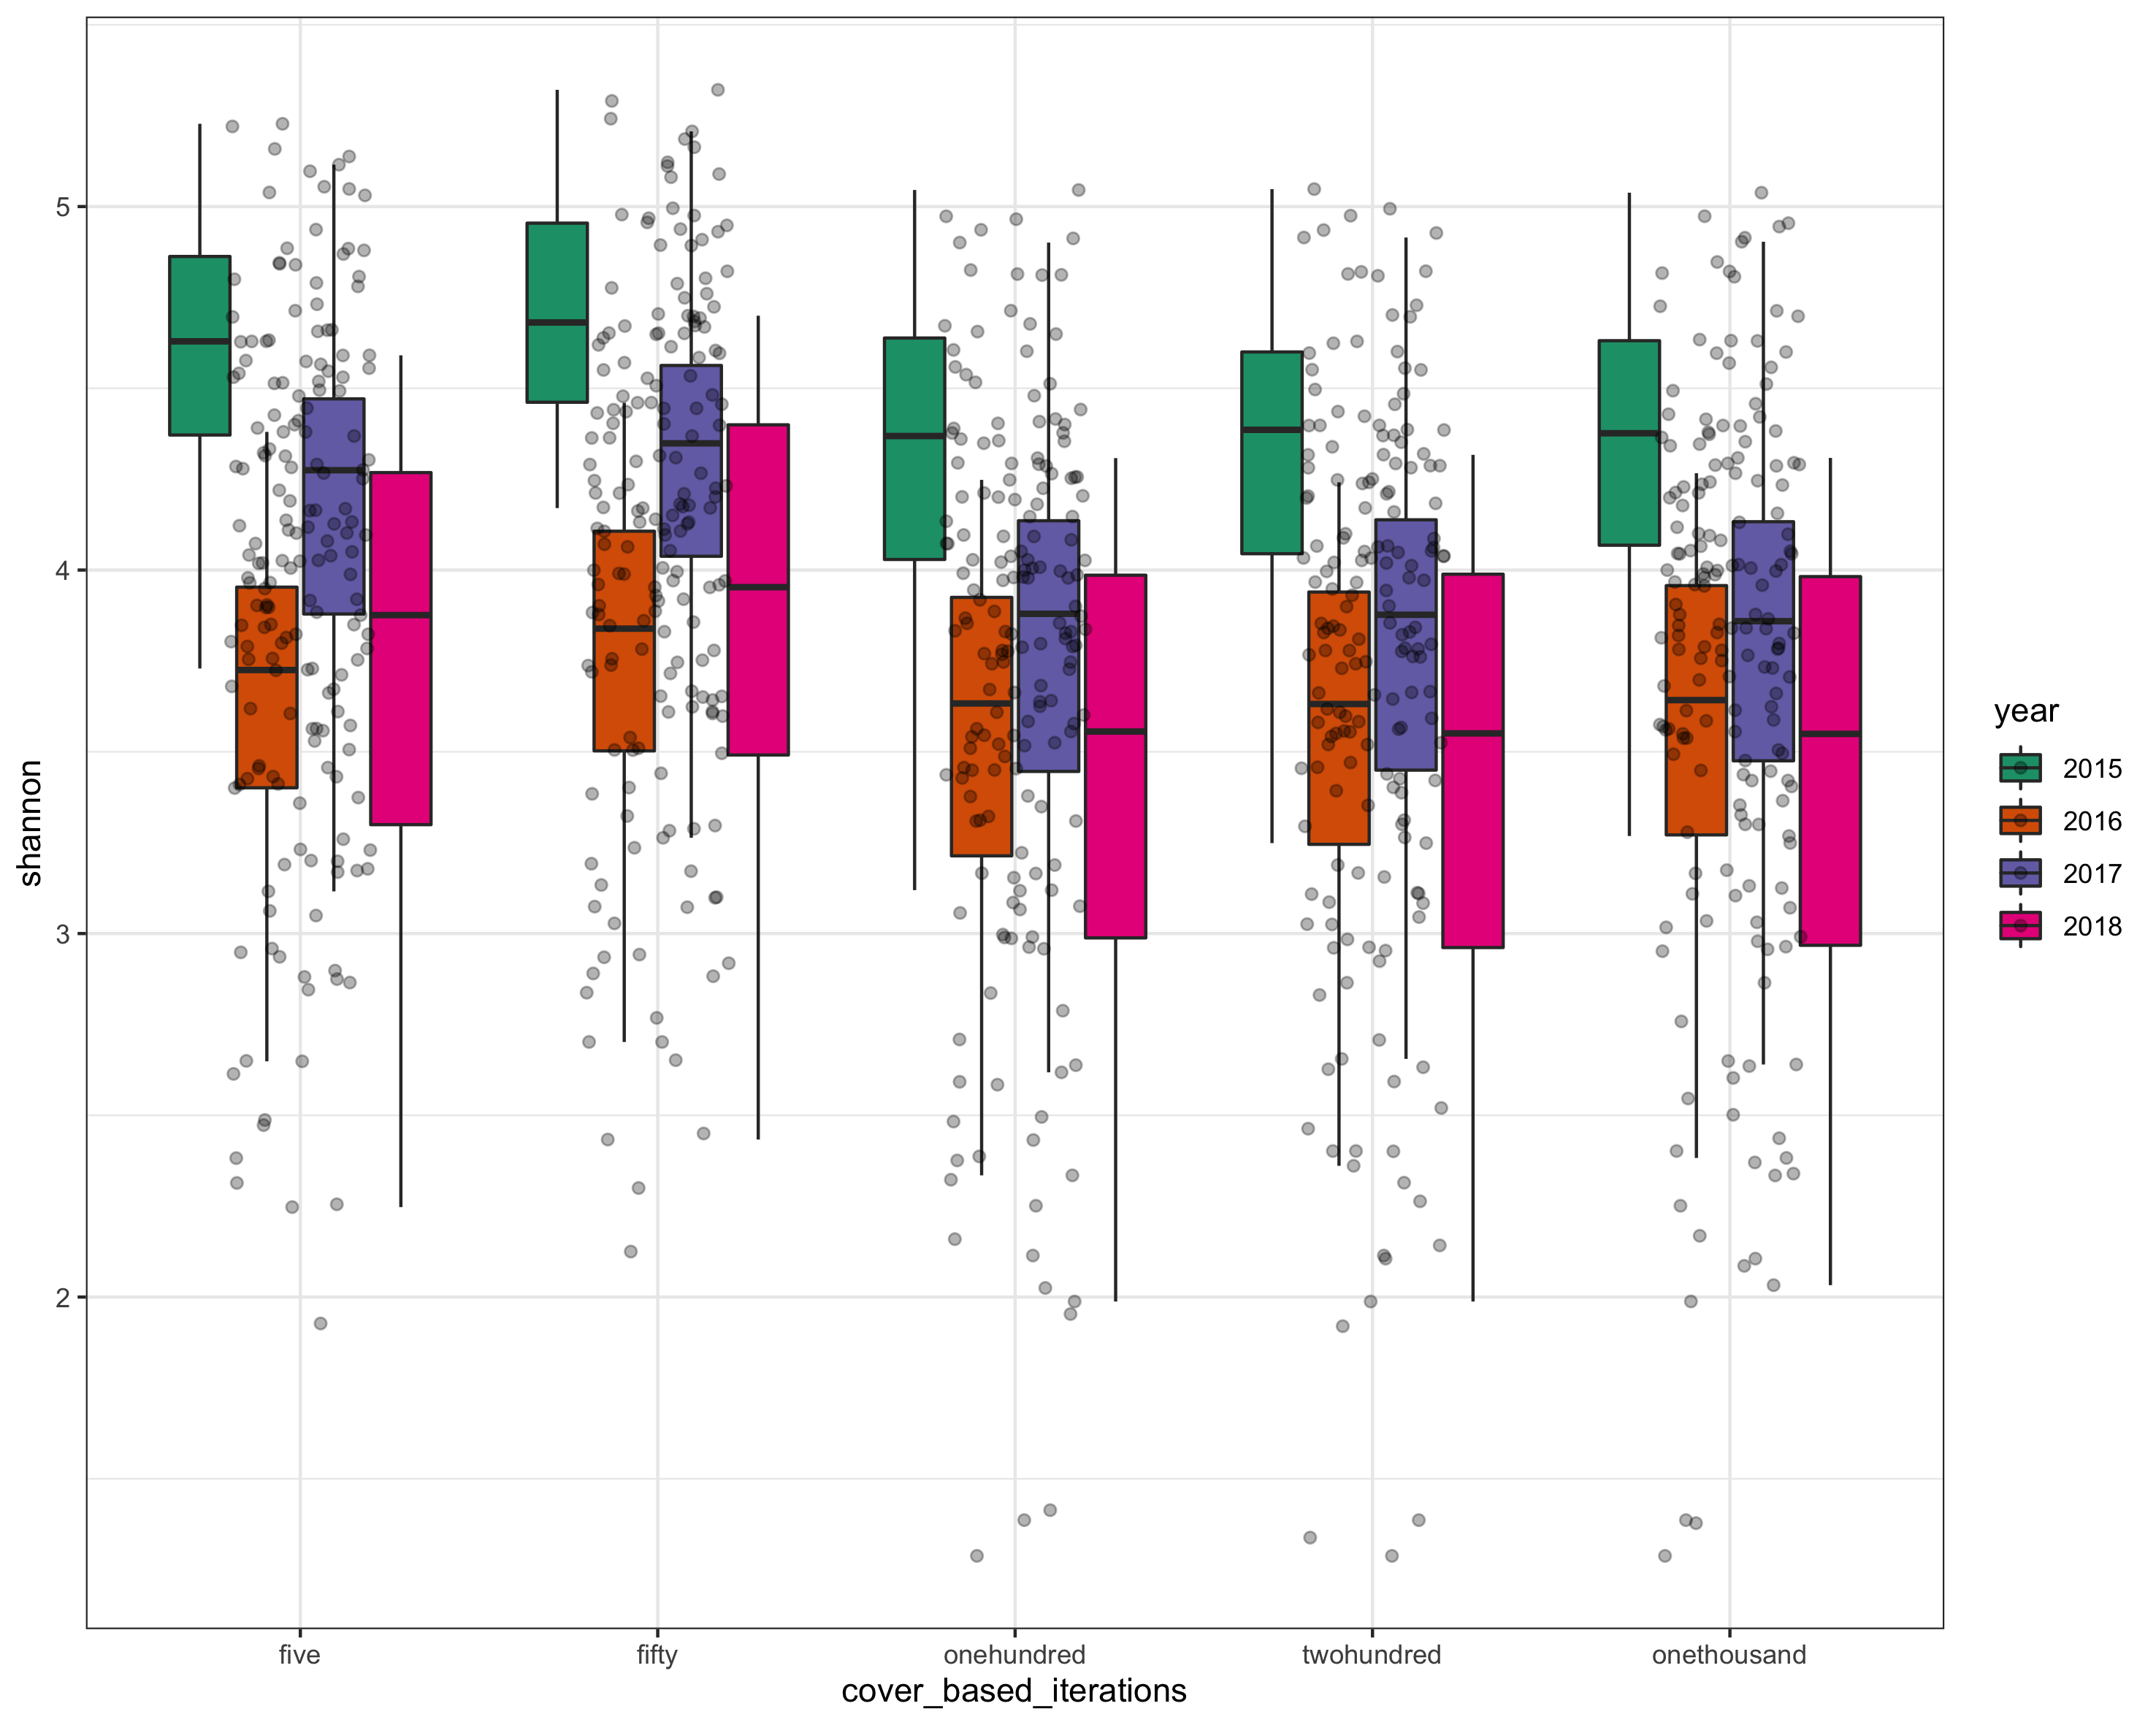 shannon
5
4
3
2
five fifty onehundred twohundred onethousand
cover_based_iterations
year
2015
2016
2017
2018